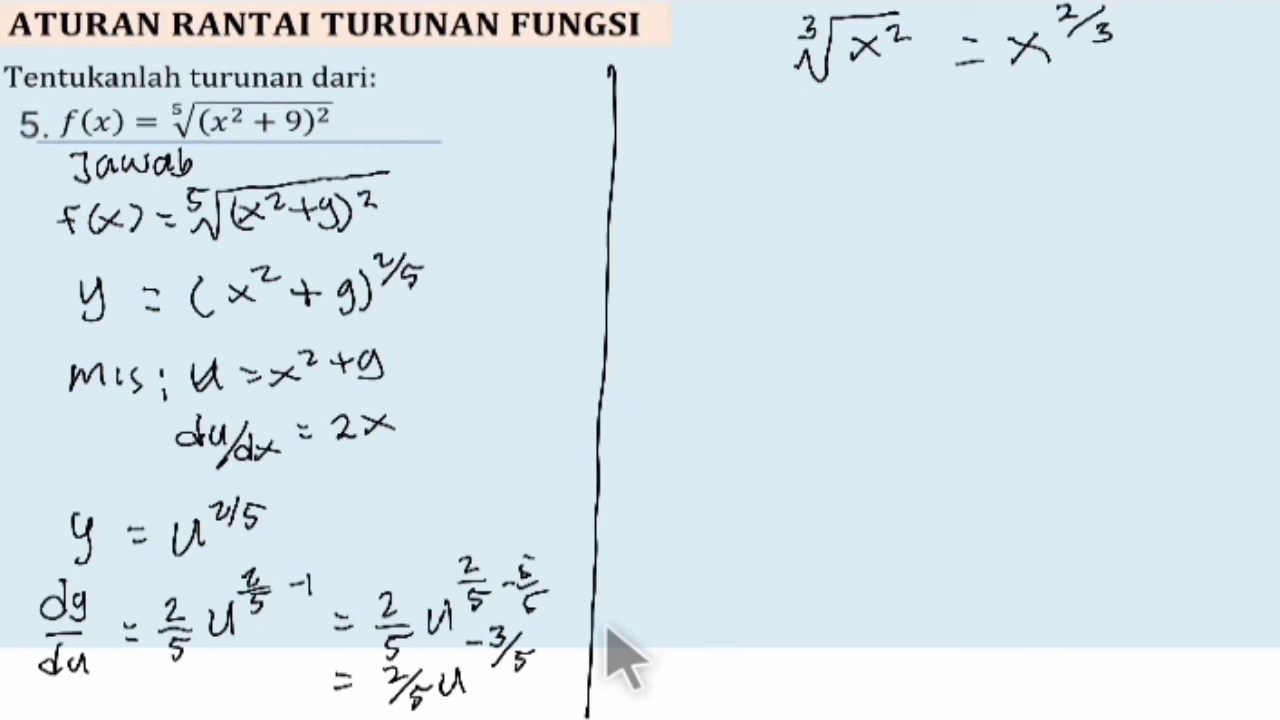 ATURAN RANTAI TURUNAN FUNGSI
Tentukanlah turunan dari:
5. f(x) = ⁵√(x² + 9)²
Jawab
f(x) = ⁵√(x²+9)²
y = (x² + 9)^2/5
mis; u = x² + 9
du/dx = 2x
y = u^2/5
dy/du = 2/5 u^2/5 - 1 = 2/5 u^2/5 - 5/5
= 2/5 u^-3/5
³√x² = x^2/3